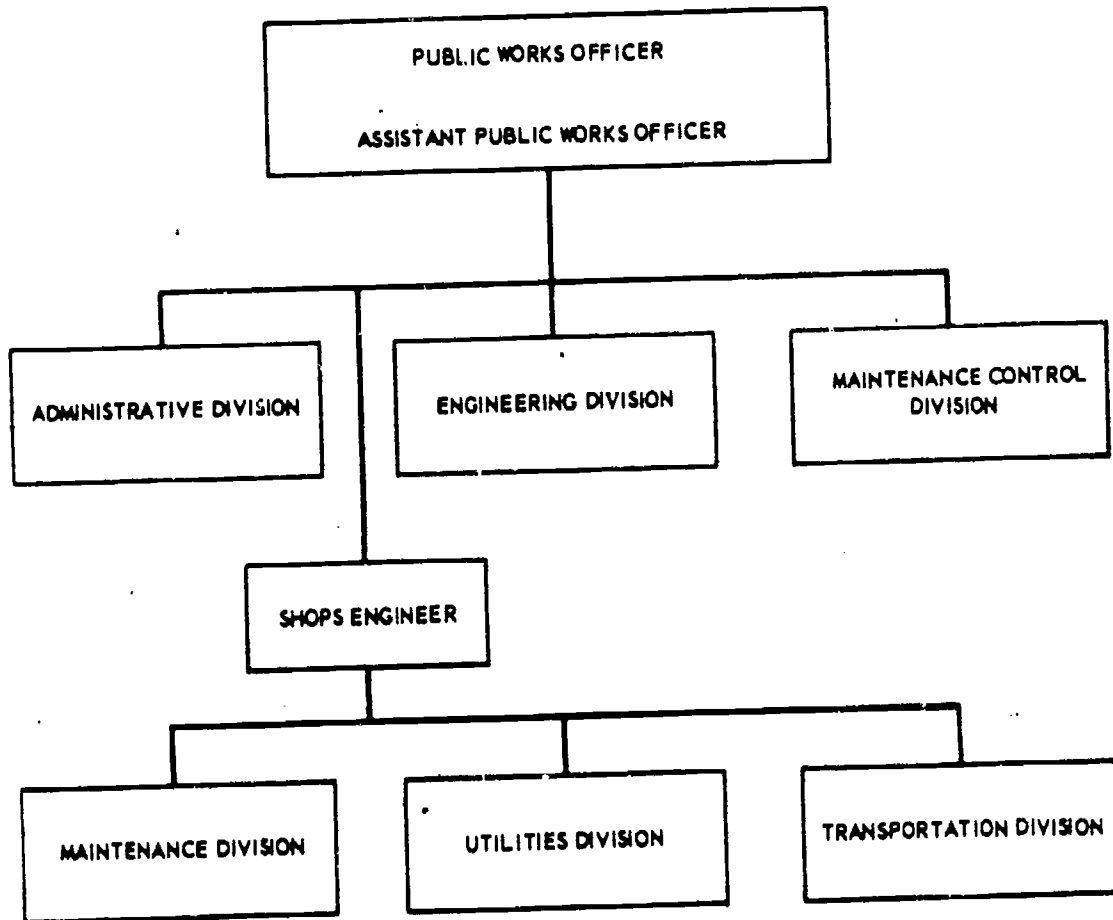 PUBLIC WORKS OFFICER
ASSISTANT PUBLIC WORKS OFFICER
ADMINISTRATIVE DIVISION
ENGINEERING DIVISION
MAINTENANCE CONTROL
DIVISION
SHOPS ENGINEER
MAINTENANCE DIVISION
UTILITIES DIVISION
TRANSPORTATION DIVISION